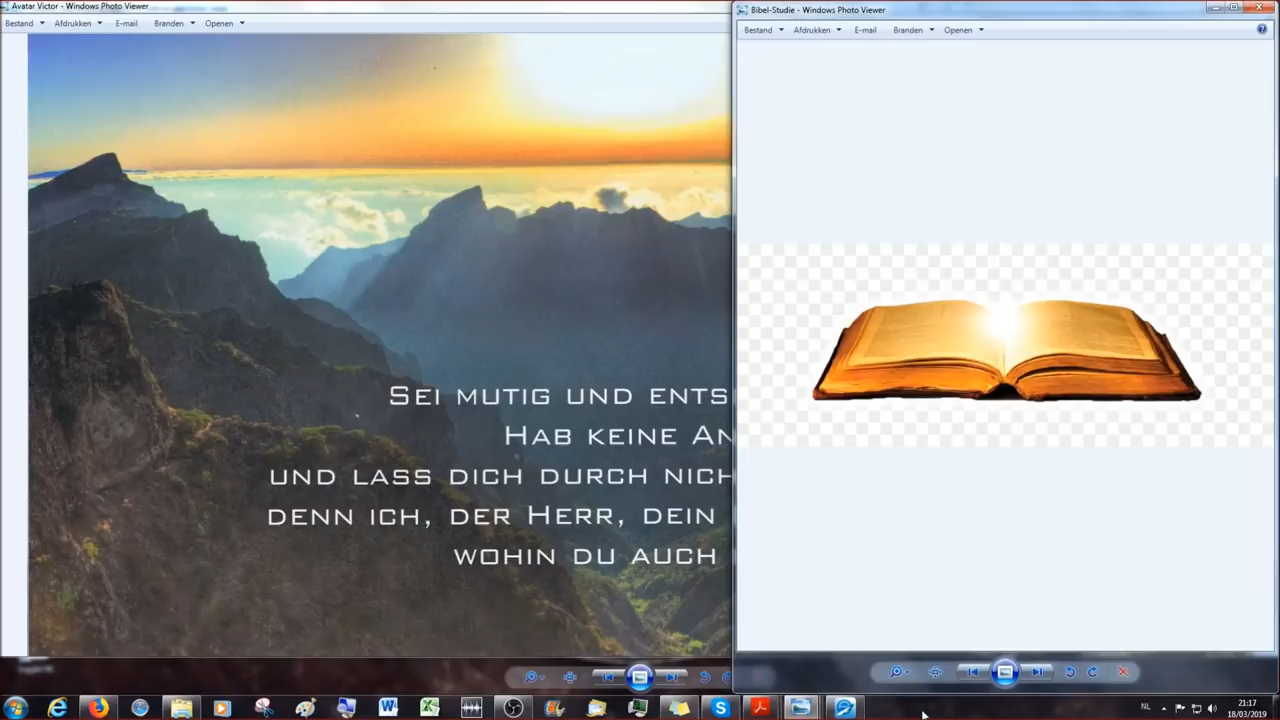 Avatar Victor - Windows Photo Viewer
Bestand Afdrukken E-mail Branden Openen
Bibel-Studie - Windows Photo Viewer
Bestand Afdrukken E-mail Branden Openen
SEI MUTIG UND ENTS
HAB KEINE AN
UND LASS DICH DURCH NICH
DENN ICH, DER HERR, DEIN
WOHIN DU AUCH
NL
21:17
18/03/2019